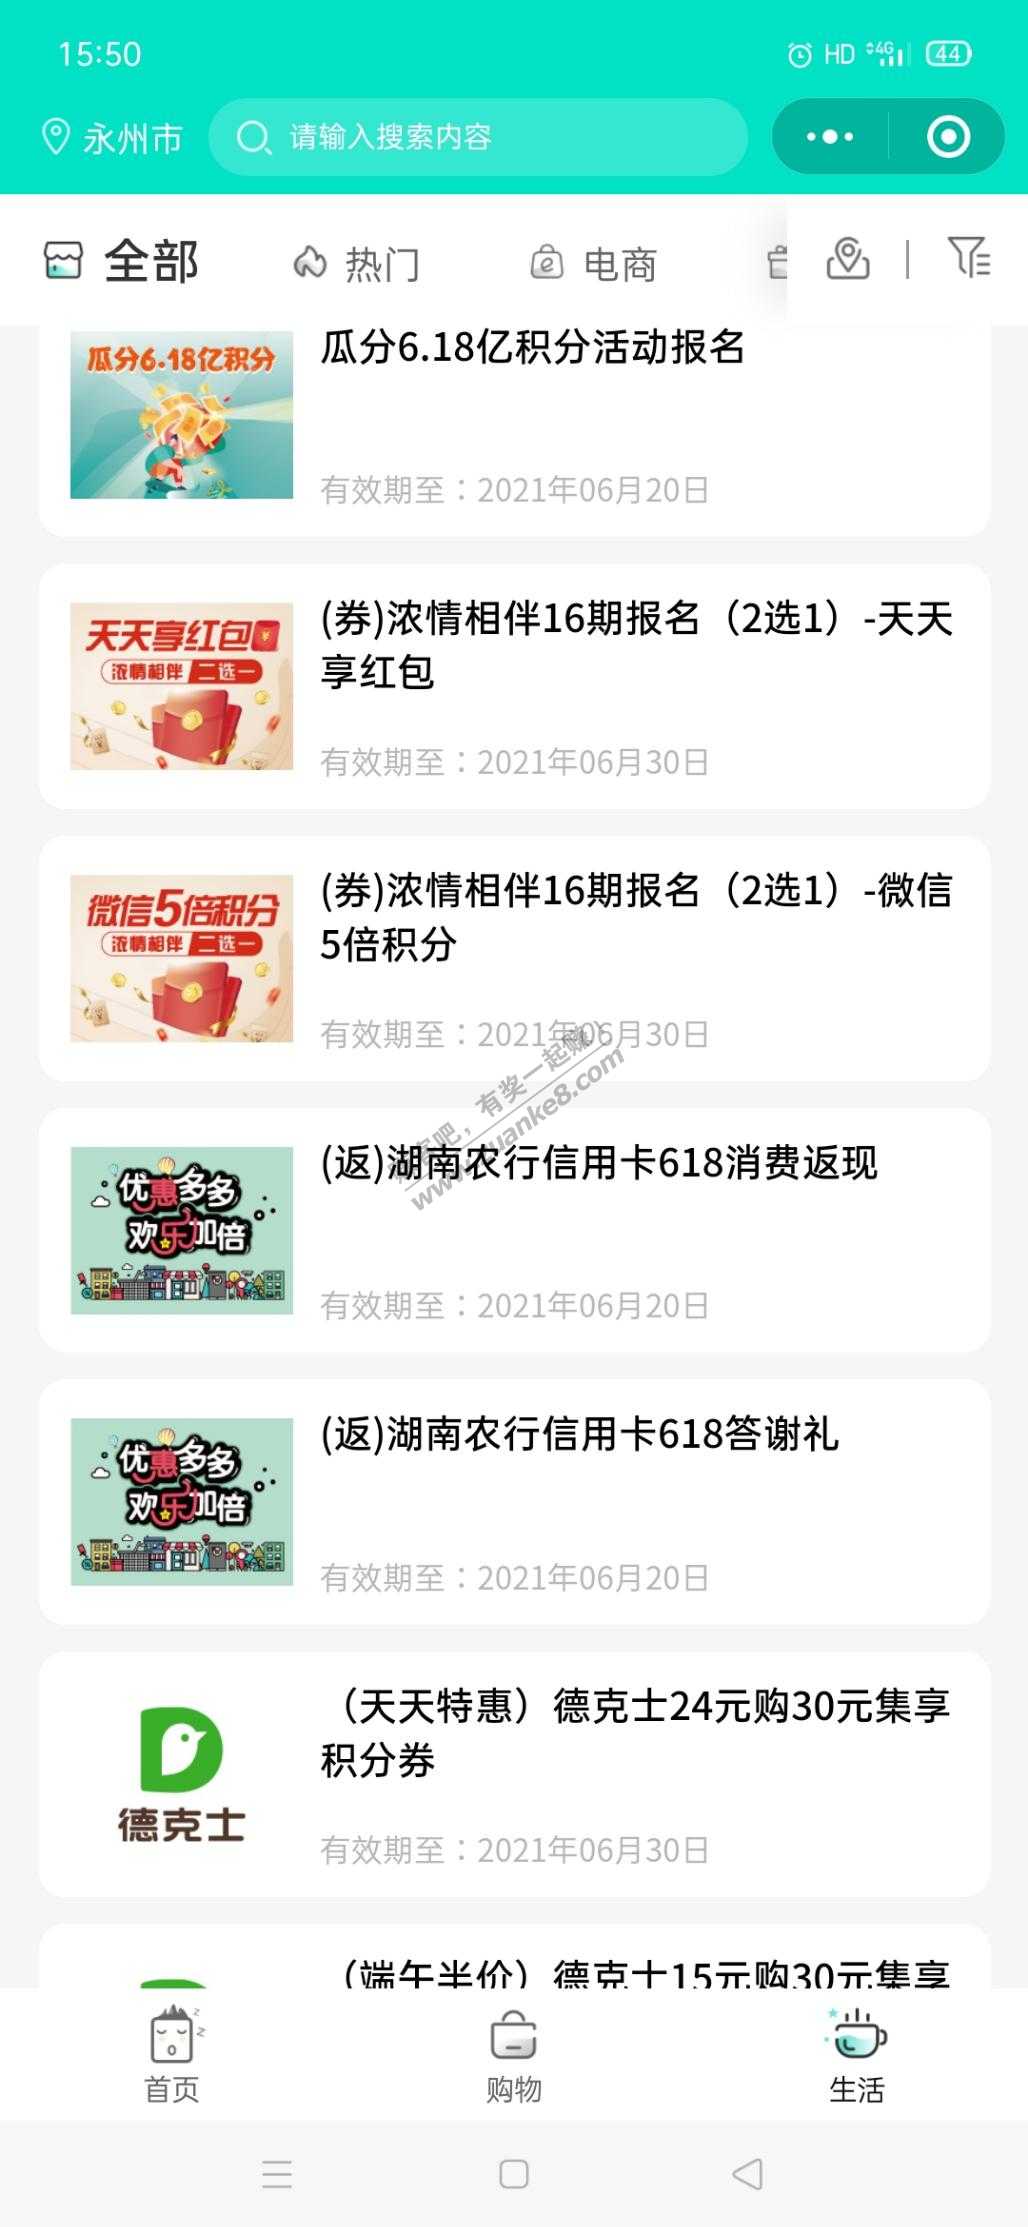 15:50
HD 4G 44
永州市
请输入搜索内容
全部
热门
电商
瓜分6.18亿积分
瓜分6.18亿积分活动报名
有效期至：2021年06月20日
天天享红包
浓情相伴 二选一
(券)浓情相伴16期报名（2选1）-天天
享红包
有效期至：2021年06月30日
微信5倍积分
浓情相伴 二选一
(券)浓情相伴16期报名（2选1）-微信
5倍积分
有效期至：2021年06月30日
有奖一起赚
优惠多多
欢乐加倍
(返)湖南农行信用卡618消费返现
有效期至：2021年06月20日
优惠多多
欢乐加倍
(返)湖南农行信用卡618答谢礼
有效期至：2021年06月20日
德克士
（天天特惠）德克士24元购30元集享
积分券
有效期至：2021年06月30日
（端午半价）德克士15元购30元集享
首页
购物
生活